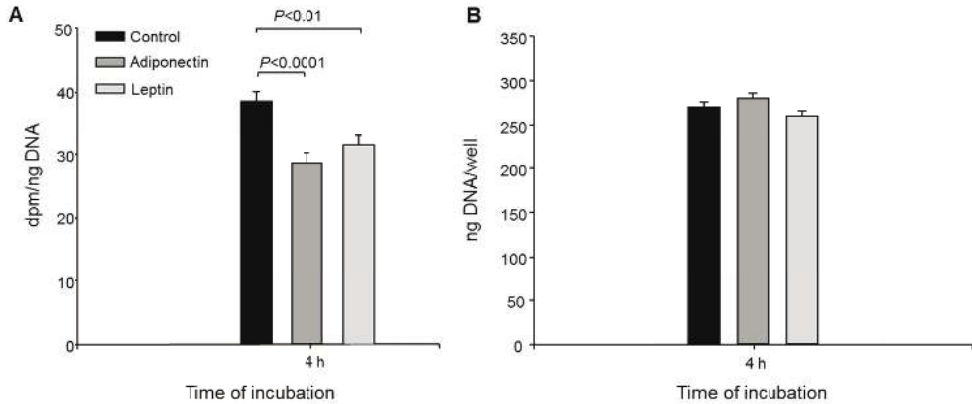 A
P<0.01
P<0.0001
Control
Adiponectin
Leptin
50
40
30
20
10
0
dpm/ng DNA
4 h
Time of incubation
B
350
300
250
200
150
100
50
0
ng DNA/well
4 h
Time of incubation